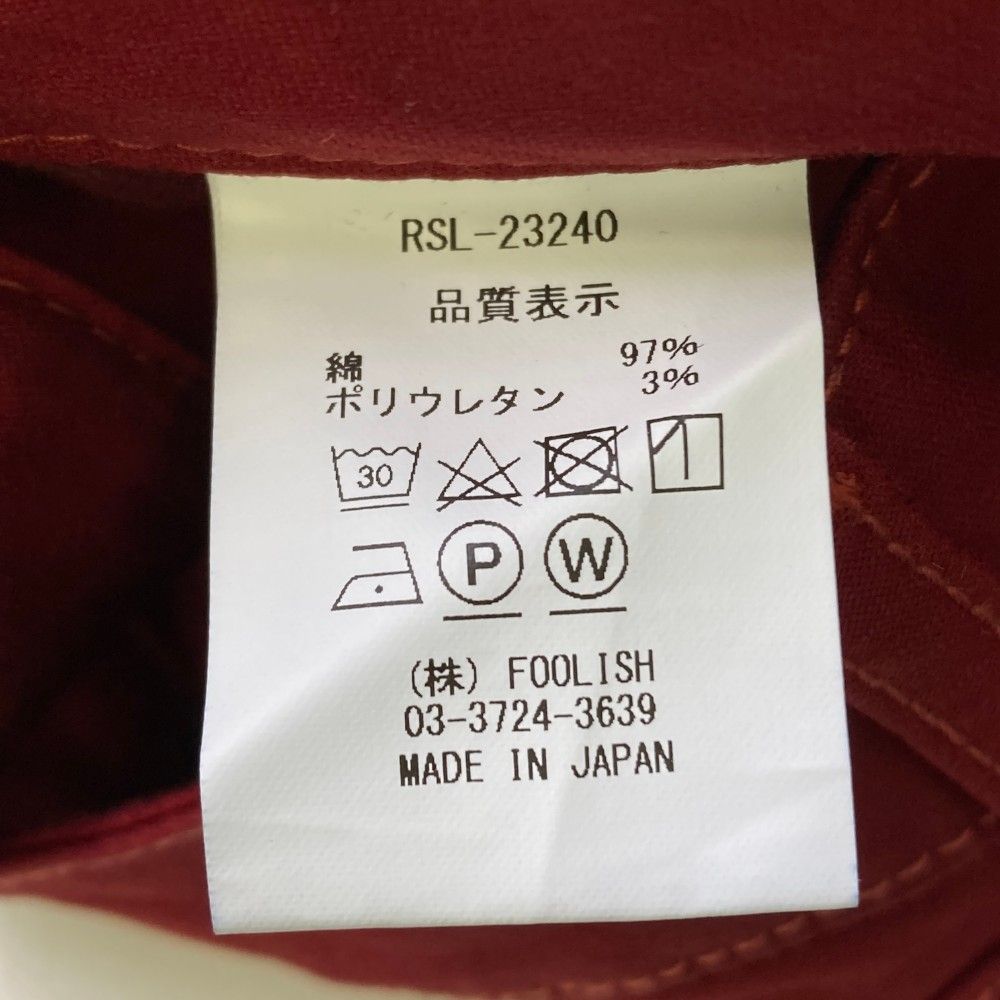 RSL-23240
品質表示
綿 97%
ポリウレタン 3%
30
P W
(株) FOOLISH
03-3724-3639
MADE IN JAPAN